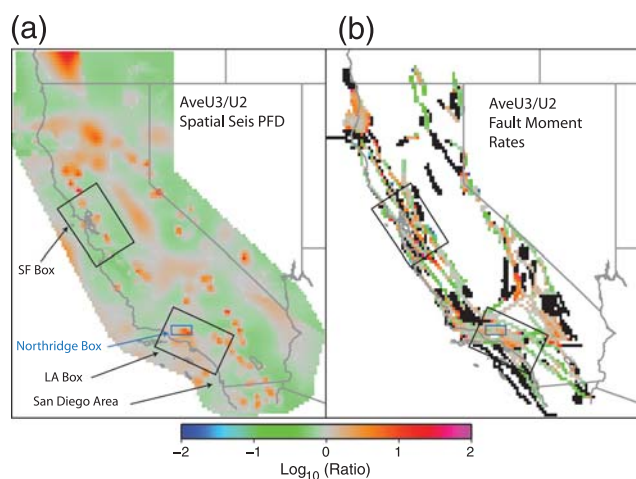 (a)
AveU3/U2
Spatial Seis PFD
SF Box
Northridge Box
LA Box
San Diego Area
(b)
AveU3/U2
Fault Moment
Rates
−2 −1 0 1 2
Log10 (Ratio)